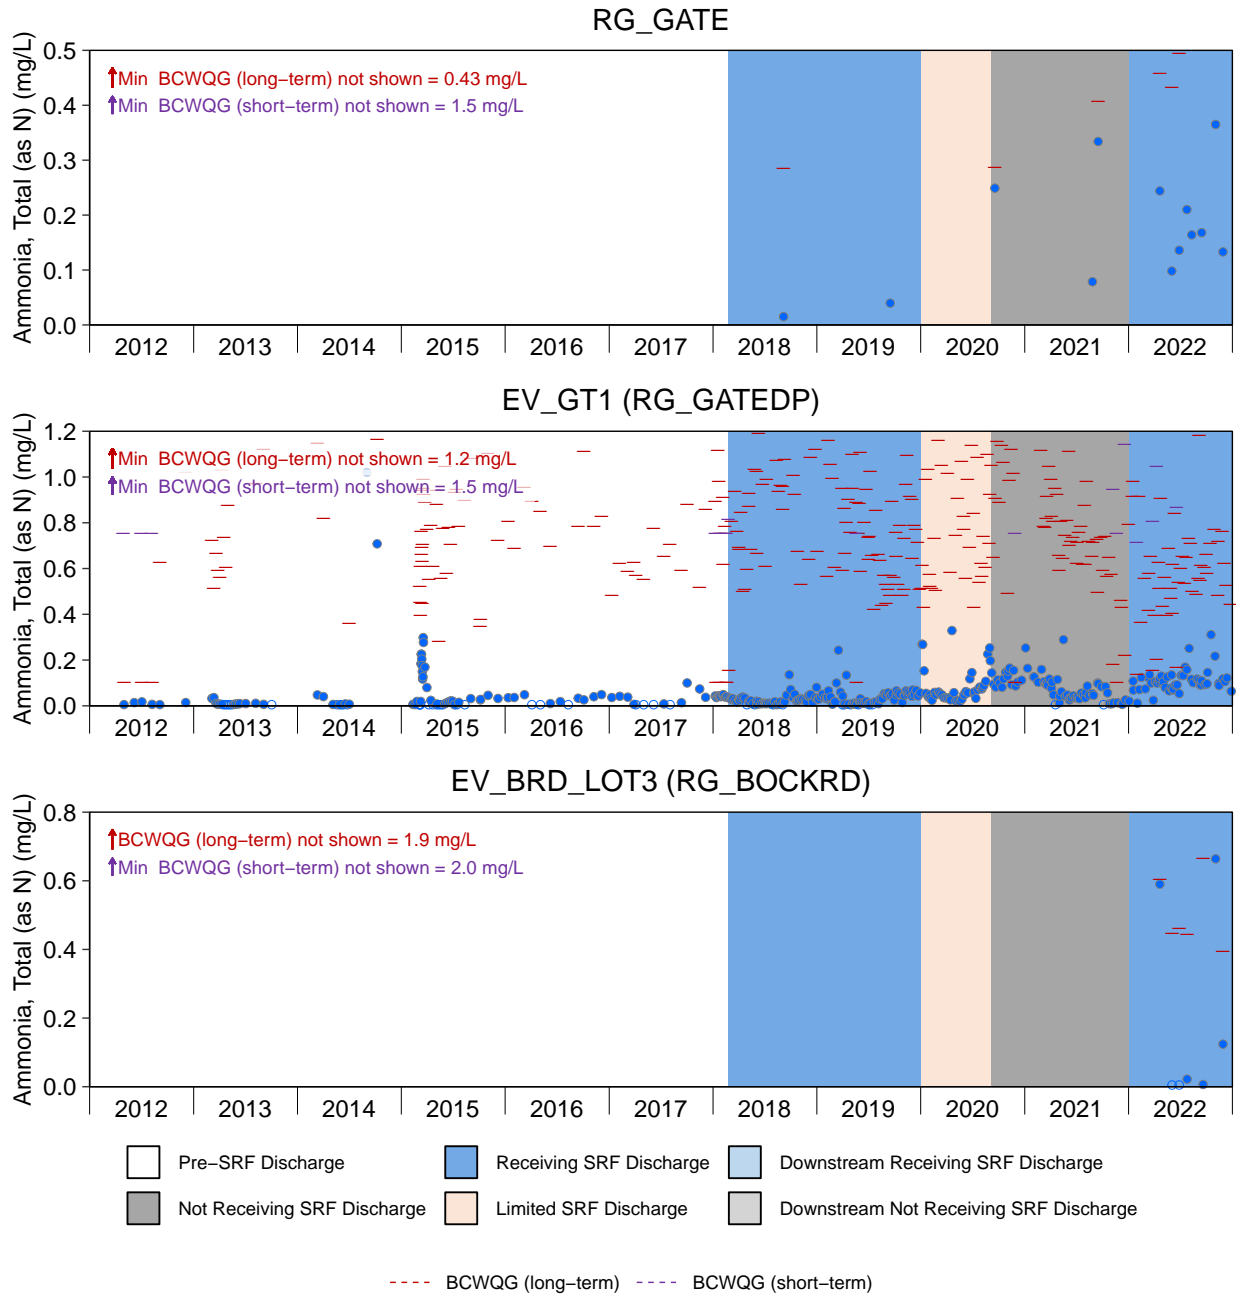 RG_GATE
Ammonia, Total (as N) (mg/L)
0.5
0.4
0.3
0.2
0.1
0.0
Min BCWQG (long−term) not shown = 0.43 mg/L
Min BCWQG (short−term) not shown = 1.5 mg/L
2012 2013 2014 2015 2016 2017 2018 2019 2020 2021 2022
EV_GT1 (RG_GATEDP)
Ammonia, Total (as N) (mg/L)
1.2
1.0
0.8
0.6
0.4
0.2
0.0
Min BCWQG (long−term) not shown = 1.2 mg/L
Min BCWQG (short−term) not shown = 1.5 mg/L
2012 2013 2014 2015 2016 2017 2018 2019 2020 2021 2022
EV_BRD_LOT3 (RG_BOCKRD)
Ammonia, Total (as N) (mg/L)
0.8
0.6
0.4
0.2
0.0
BCWQG (long−term) not shown = 1.9 mg/L
Min BCWQG (short−term) not shown = 2.0 mg/L
2012 2013 2014 2015 2016 2017 2018 2019 2020 2021 2022
Pre−SRF Discharge Receiving SRF Discharge Downstream Receiving SRF Discharge
Not Receiving SRF Discharge Limited SRF Discharge Downstream Not Receiving SRF Discharge
BCWQG (long−term) BCWQG (short−term)